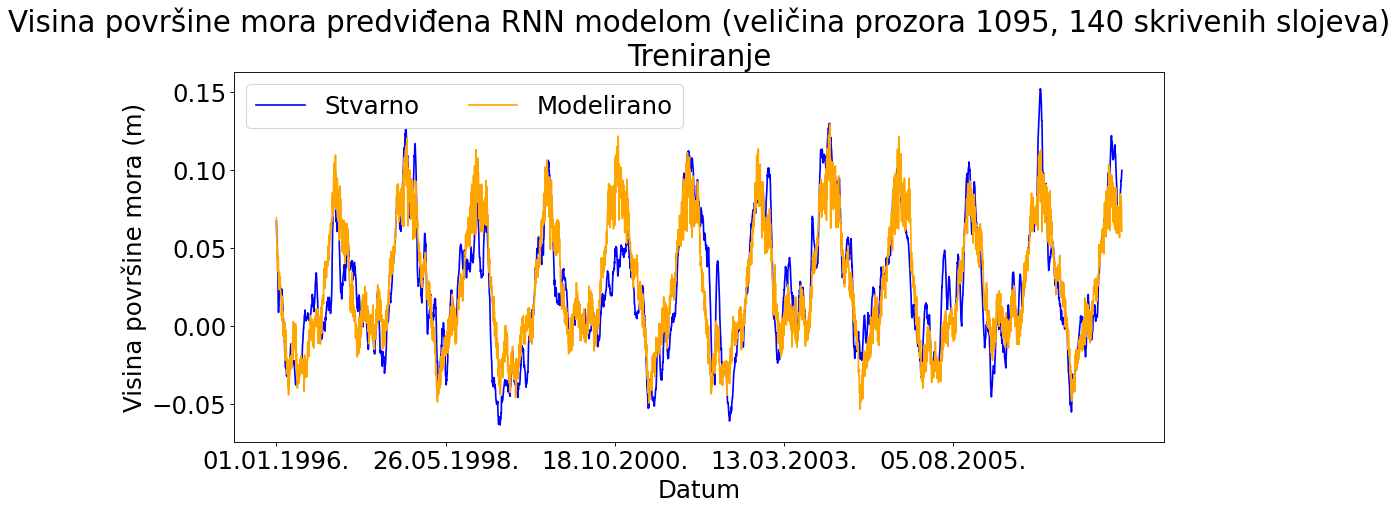 Visina površine mora predviđena RNN modelom (veličina prozora 1095, 140 skrivenih slojeva)
Treniranje
Stvarno Modelirano
Visina površine mora (m)
0.15
0.10
0.05
0.00
−0.05
01.01.1996. 26.05.1998. 18.10.2000. 13.03.2003. 05.08.2005.
Datum